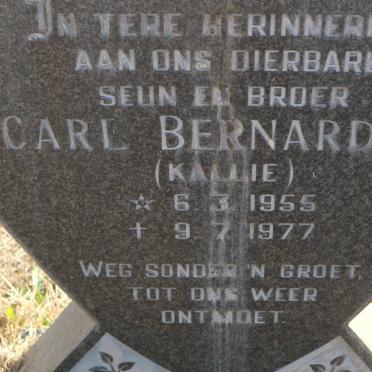 IN TERE HERINNER
AAN ONS DIERBARE
SEUN EN BROER
CARL BERNARD
(KALLIE)
☆ 6. 3. 1955
† 9. 7. 1977
WEG SONDER 'N GROET,
TOT ONS WEER
ONTMOET.